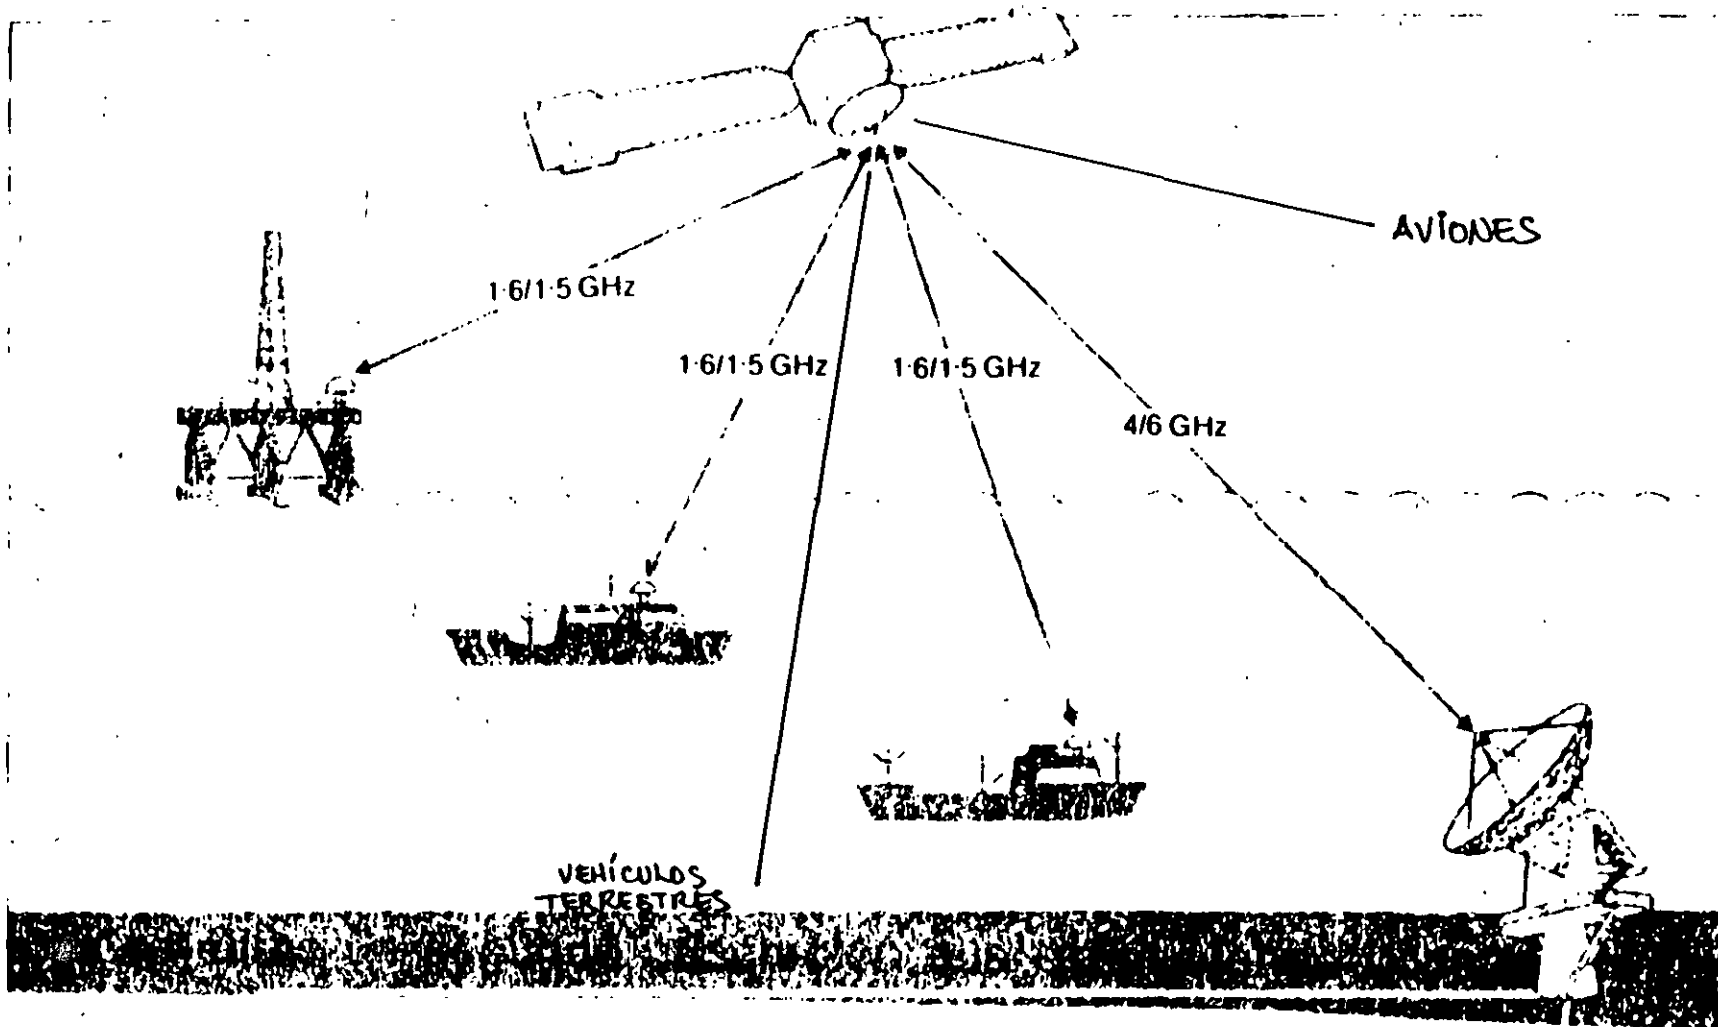 AVIONES
1·6/1·5 GHz
1·6/1·5 GHz
1·6/1·5 GHz
4/6 GHz
VEHÍCULOS
TERRESTRES